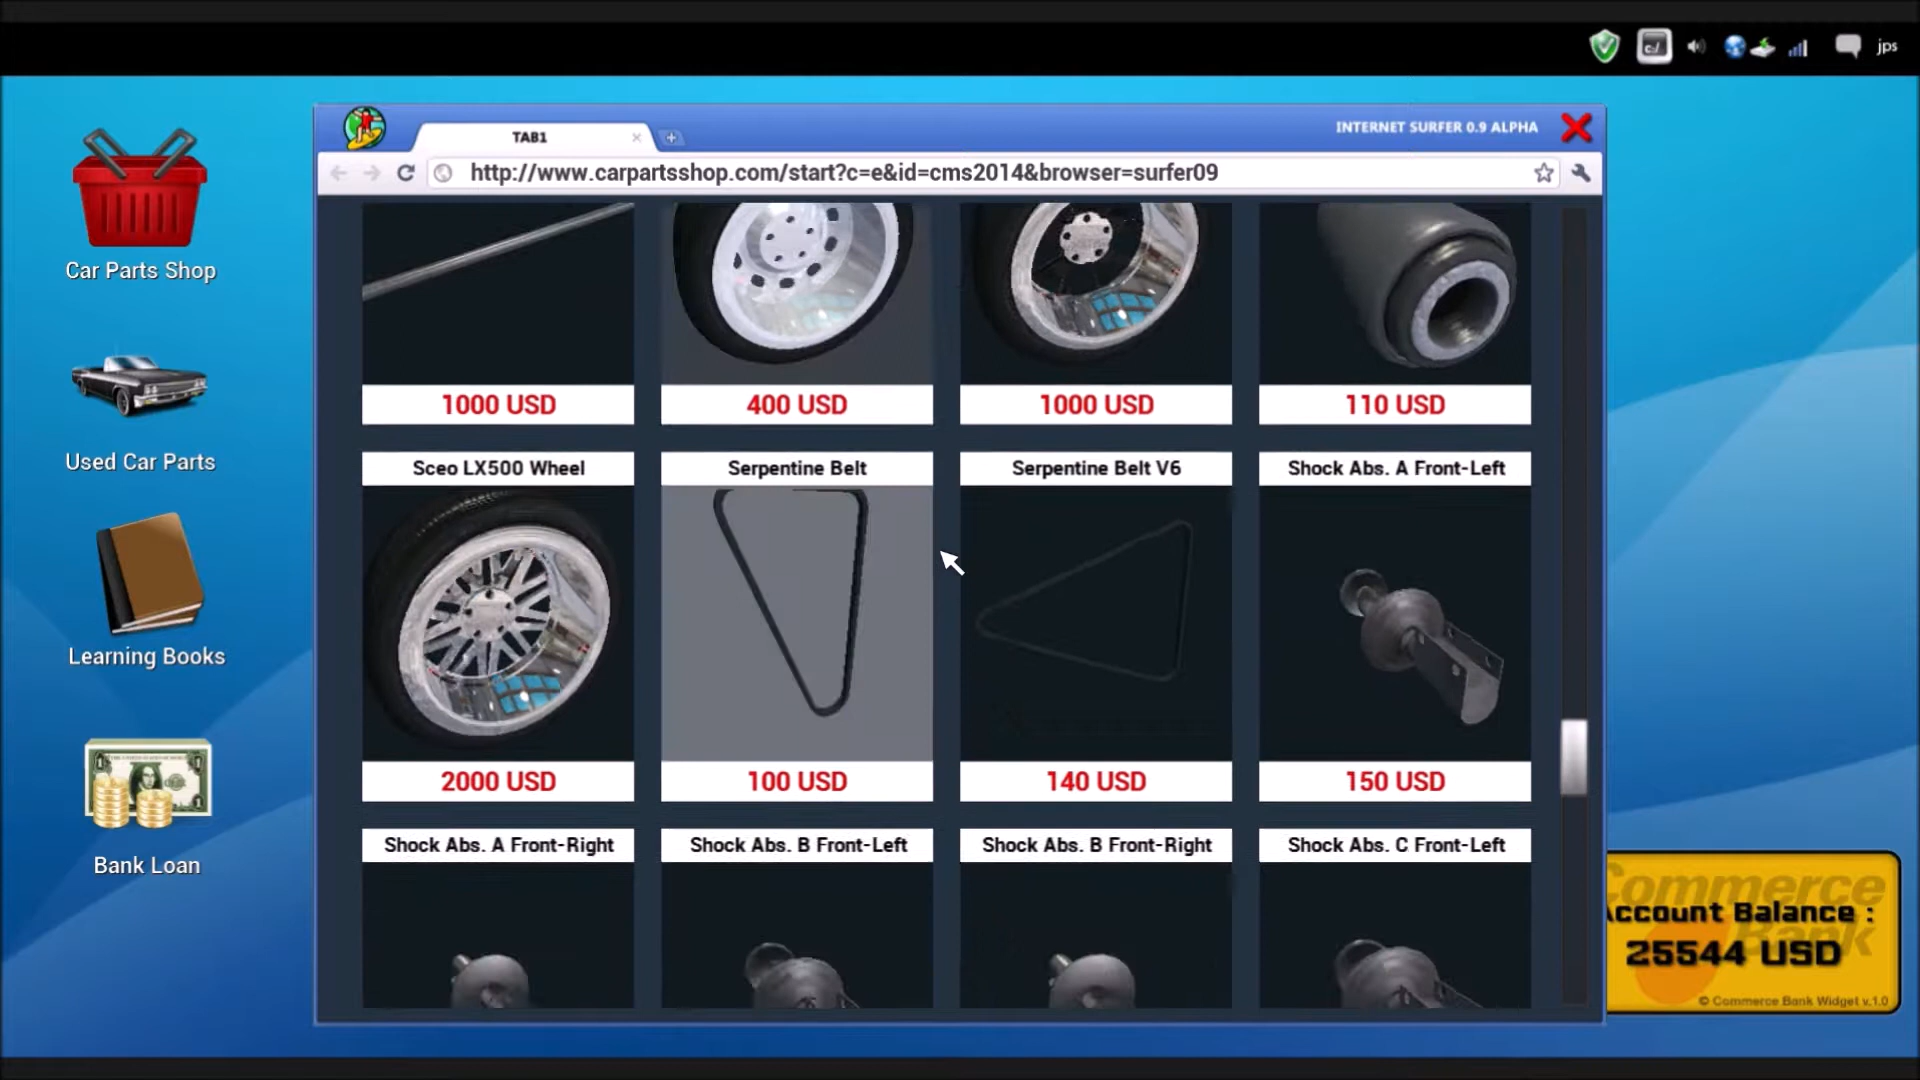 jps
INTERNET SURFER 0.9 ALPHA
TAB1
http://www.carpartsshop.com/start?c=e&id=cms2014&browser=surfer09
Car Parts Shop
Used Car Parts
Learning Books
Bank Loan
1000 USD
400 USD
1000 USD
110 USD
Sceo LX500 Wheel
Serpentine Belt
Serpentine Belt V6
Shock Abs. A Front-Left
2000 USD
100 USD
140 USD
150 USD
Shock Abs. A Front-Right
Shock Abs. B Front-Left
Shock Abs. B Front-Right
Shock Abs. C Front-Left
Commerce
Bank
Account Balance :
25544 USD
© Commerce Bank Widget v.1.0